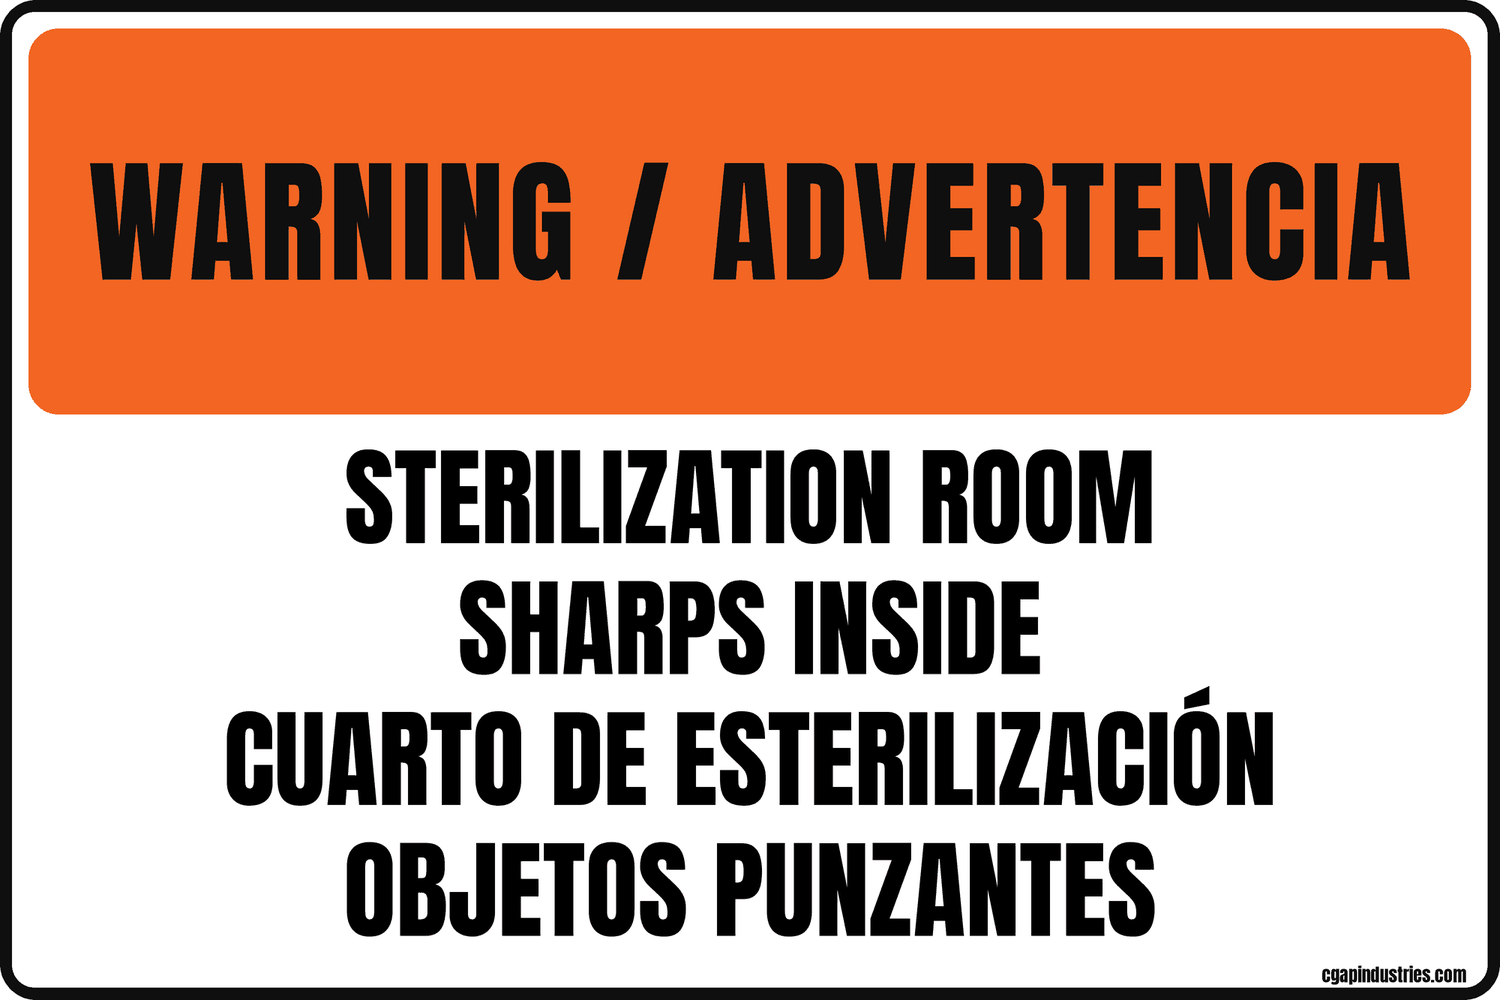 WARNING / ADVERTENCIA
STERILIZATION ROOM
SHARPS INSIDE
CUARTO DE ESTERILIZACIÓN
OBJETOS PUNZANTES
cgapindustries.com